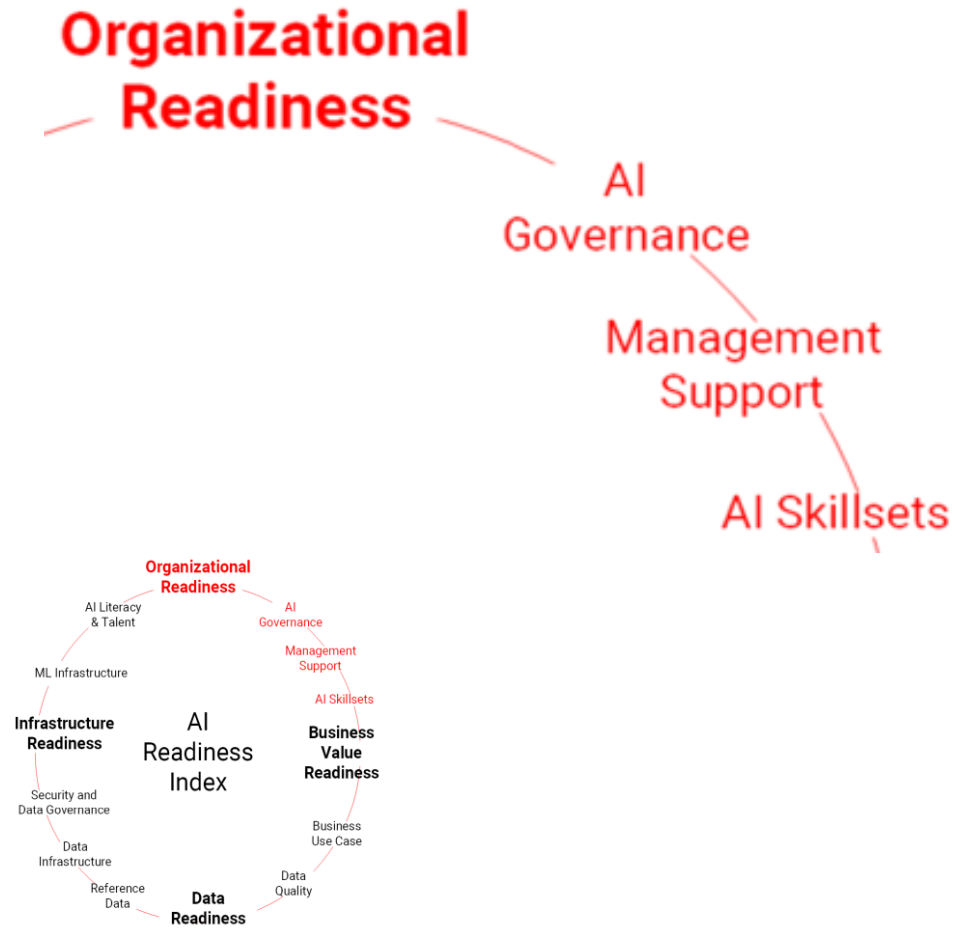 Organizational
Readiness
AI
Governance
Management
Support
AI Skillsets
Organizational
Readiness
AI Literacy
& Talent
AI
Governance
Management
Support
ML Infrastructure
AI Skillsets
Infrastructure
Readiness
AI
Readiness
Index
Business
Value
Readiness
Security and
Data Governance
Business
Use Case
Data
Infrastructure
Data
Quality
Reference
Data
Data
Readiness